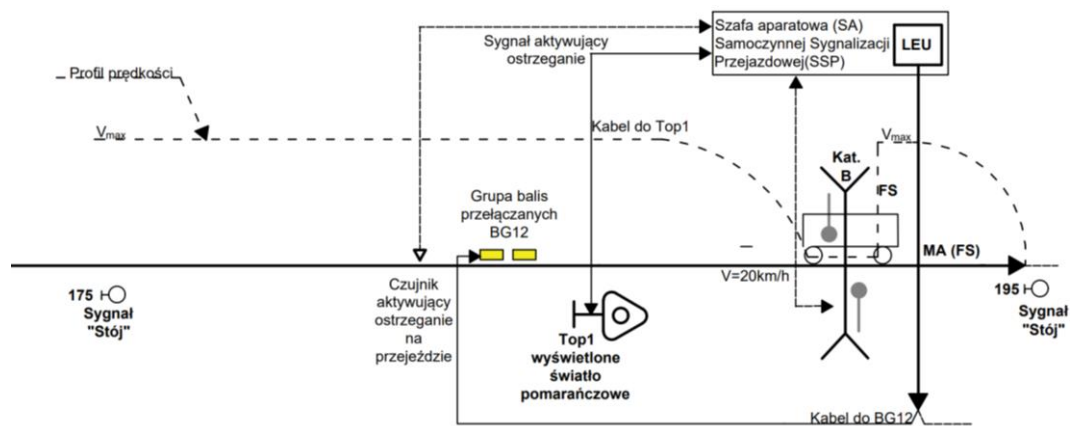 Szafa aparatowa (SA)
Samoczynnej Sygnalizacji
Przejazdowej(SSP)
LEU
Sygnał aktywujący
ostrzeganie
Profil prędkości
Vmax
Kabel do Top1
Vmax
Kat.
B
FS
Grupa balis
przełączanych
BG12
MA (FS)
V=20km/h
175
Sygnał
"Stój"
Czujnik
aktywujący
ostrzeganie
na
przejeździe
195
Sygnał
"Stój"
Top1
wyświetlone
światło
pomarańczowe
Kabel do BG12